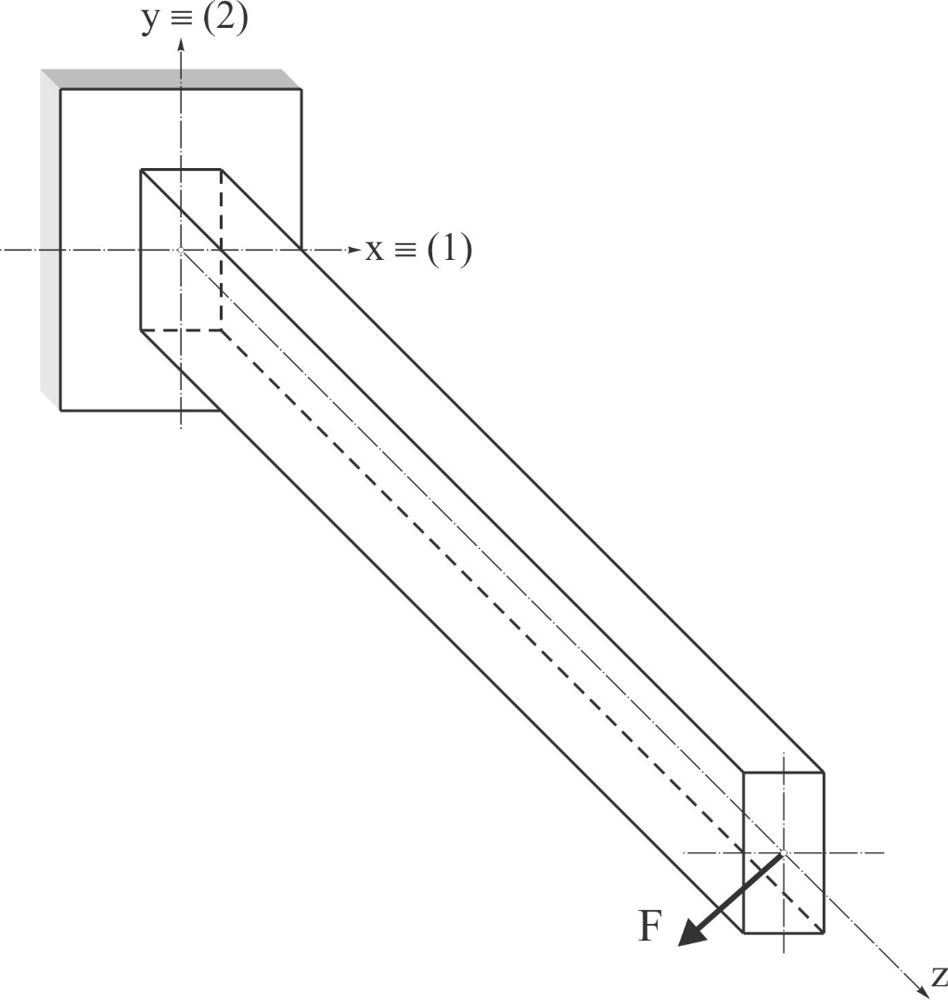 y ≡ (2)
x ≡ (1)
F
z